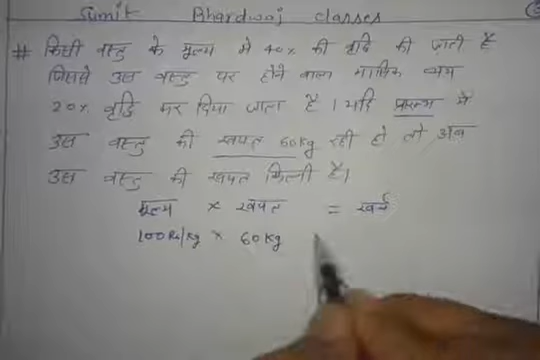 Sumit Bhardwaj classes
# किसी वस्तु के मूल्य मे 40% की वृद्धि की जाती है
जिससे उस वस्तु पर होने वाला मासिक व्यय
20% वृद्धि कर दिया जाता है । यदि प्रारम्भ में
उस वस्तु की खपत 60kg रही हो तो अब
उस वस्तु की खपत कितनी है।
मूल्य × खपत = खर्च
100Rs/kg × 60kg